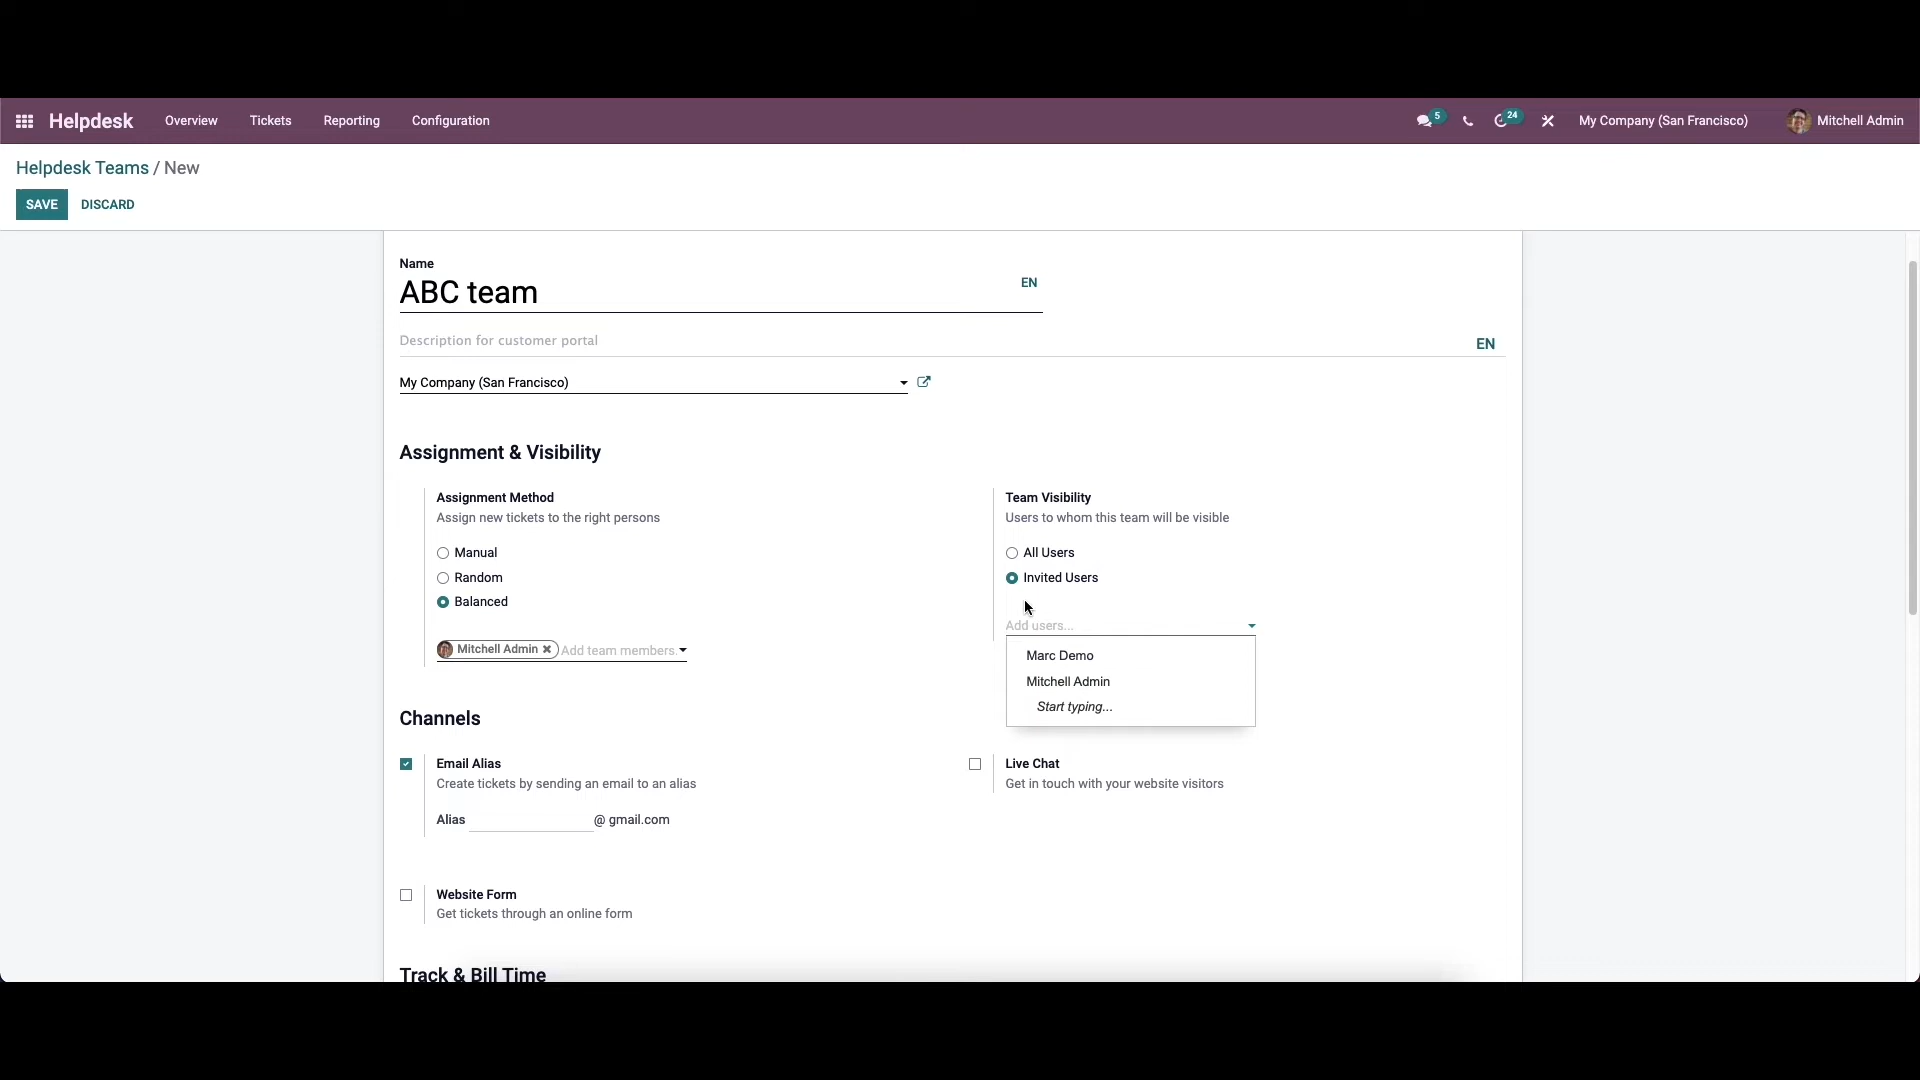 Helpdesk Overview Tickets Reporting Configuration 5 24 My Company (San Francisco) Mitchell Admin
Helpdesk Teams / New
SAVE DISCARD
Name
ABC team EN
Description for customer portal EN
My Company (San Francisco)
Assignment & Visibility
Assignment Method
Assign new tickets to the right persons
Manual
Random
Balanced
Mitchell Admin Add team members.
Team Visibility
Users to whom this team will be visible
All Users
Invited Users
Add users...
Marc Demo
Mitchell Admin
Start typing...
Channels
Email Alias
Create tickets by sending an email to an alias
Alias @ gmail.com
Live Chat
Get in touch with your website visitors
Website Form
Get tickets through an online form
Track & Bill Time